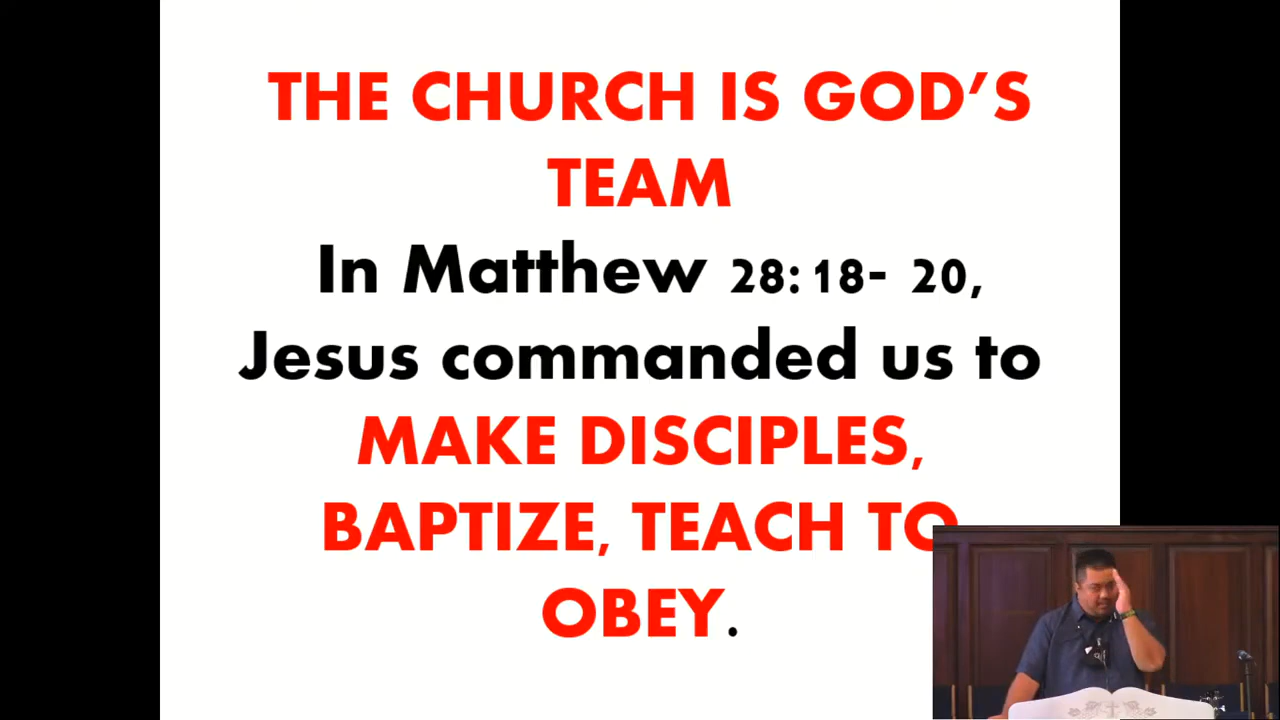 THE CHURCH IS GOD’S
TEAM
In Matthew 28:18- 20,
Jesus commanded us to
MAKE DISCIPLES,
BAPTIZE, TEACH TO
OBEY.